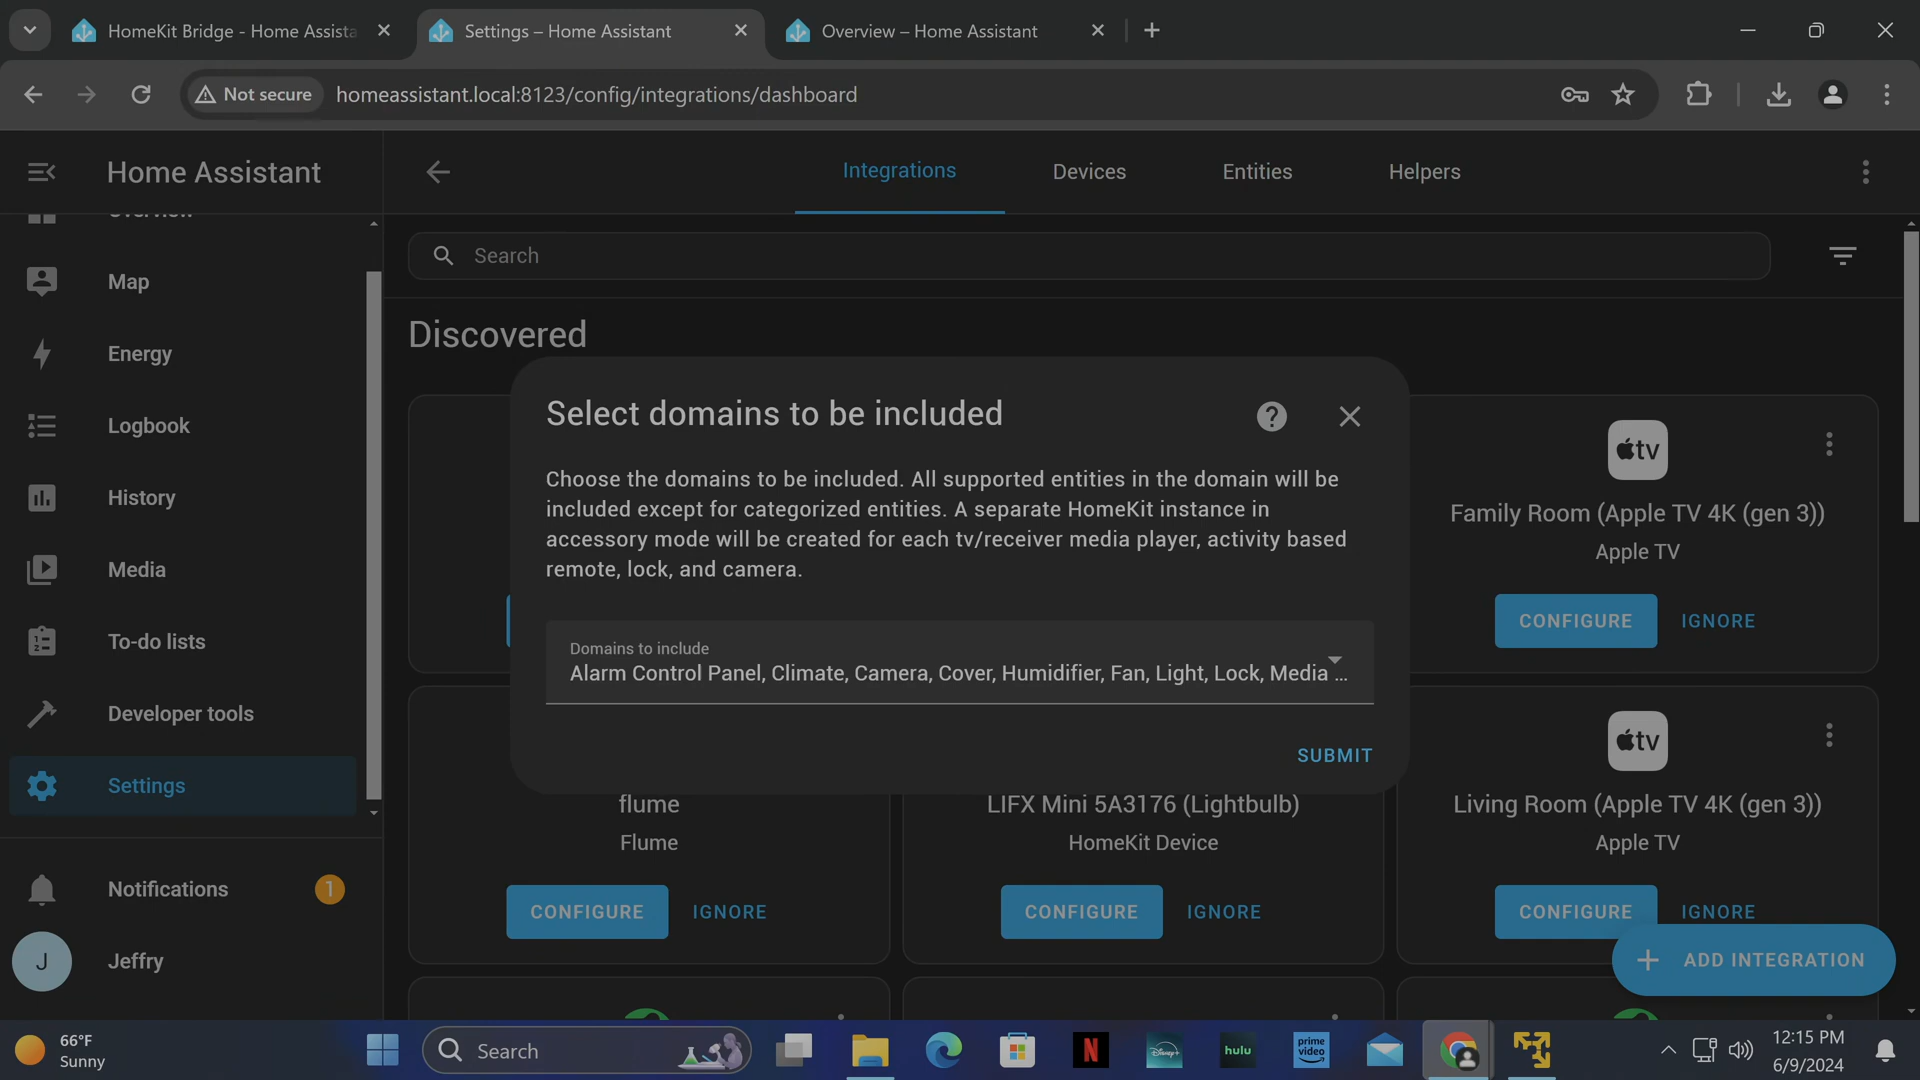 HomeKit Bridge - Home Assista
Settings – Home Assistant
Overview – Home Assistant
Not secure
homeassistant.local:8123/config/integrations/dashboard
Home Assistant
Integrations
Devices
Entities
Helpers
Overview
Map
Energy
Logbook
History
Media
To-do lists
Developer tools
Settings
Notifications
1
J
Jeffry
Search
Discovered
Select domains to be included
Choose the domains to be included. All supported entities in the domain will be
included except for categorized entities. A separate HomeKit instance in
accessory mode will be created for each tv/receiver media player, activity based
remote, lock, and camera.
Domains to include
Alarm Control Panel, Climate, Camera, Cover, Humidifier, Fan, Light, Lock, Media ...
SUBMIT
tv
Family Room (Apple TV 4K (gen 3))
Apple TV
CONFIGURE
IGNORE
flume
Flume
CONFIGURE
IGNORE
LIFX Mini 5A3176 (Lightbulb)
HomeKit Device
CONFIGURE
IGNORE
tv
Living Room (Apple TV 4K (gen 3))
Apple TV
CONFIGURE
IGNORE
ADD INTEGRATION
66°F
Sunny
Search
N
Disney+
hulu
prime video
12:15 PM
6/9/2024